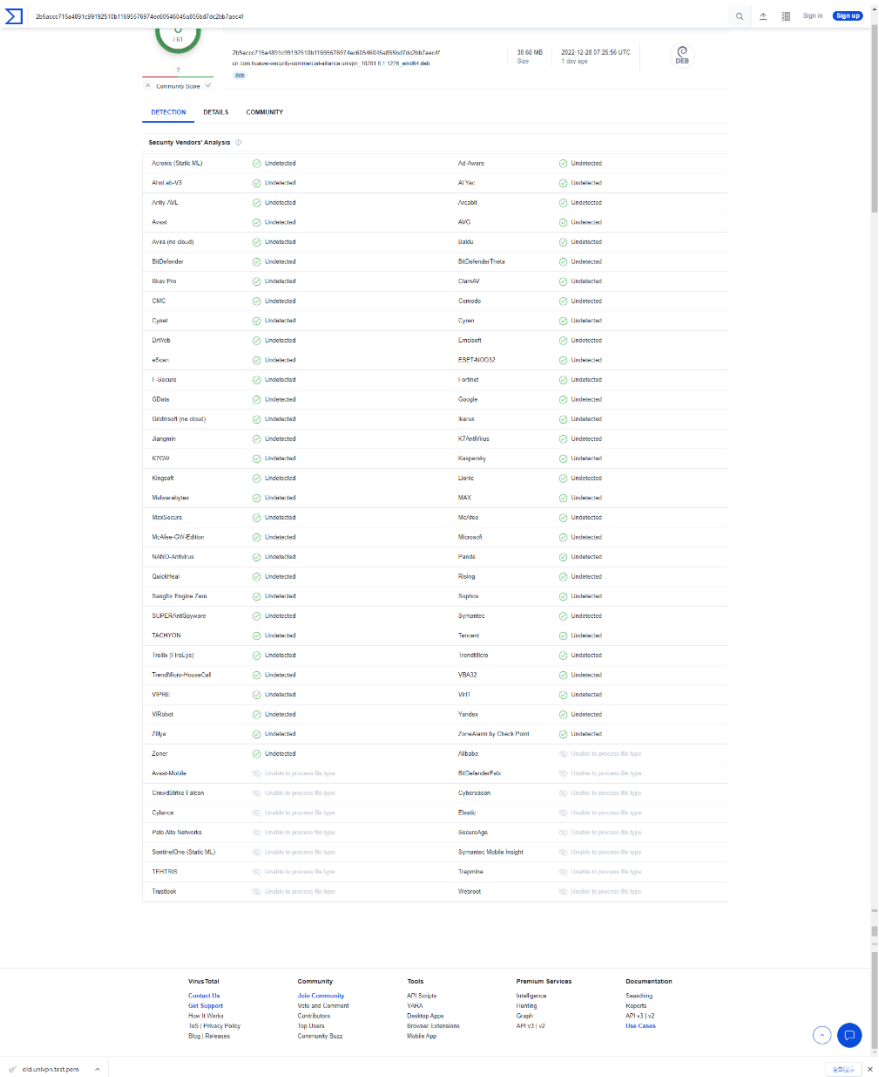 Sign in
Sign up
/ 61
?
Community Score
38.68 MB
Size
2022-12-28 07:25:56 UTC
1 day ago
DEB
deb
DETECTION DETAILS COMMUNITY
Security Vendors' Analysis
Acronis (Static ML) Undetected Ad-Aware Undetected
AhnLab-V3 Undetected ALYac Undetected
Antiy-AVL Undetected Arcabit Undetected
Avast Undetected AVG Undetected
Avira (no cloud) Undetected Baidu Undetected
BitDefender Undetected BitDefenderTheta Undetected
Bkav Pro Undetected ClamAV Undetected
CMC Undetected Comodo Undetected
Cynet Undetected Cyren Undetected
DrWeb Undetected Emsisoft Undetected
eScan Undetected ESET-NOD32 Undetected
F-Secure Undetected Fortinet Undetected
GData Undetected Google Undetected
Gridinsoft (no cloud) Undetected Ikarus Undetected
Jiangmin Undetected K7AntiVirus Undetected
K7GW Undetected Kaspersky Undetected
Kingsoft Undetected Lionic Undetected
Malwarebytes Undetected MAX Undetected
MaxSecure Undetected McAfee Undetected
McAfee-GW-Edition Undetected Microsoft Undetected
NANO-Antivirus Undetected Panda Undetected
QuickHeal Undetected Rising Undetected
Sangfor Engine Zero Undetected Sophos Undetected
SUPERAntiSpyware Undetected Symantec Undetected
TACHYON Undetected Tencent Undetected
Trellix (FireEye) Undetected TrendMicro Undetected
TrendMicro-HouseCall Undetected VBA32 Undetected
VIPRE Undetected VirIT Undetected
ViRobot Undetected Yandex Undetected
Zillya Undetected ZoneAlarm by Check Point Undetected
Zoner Undetected Alibaba Unable to process file type
Avast-Mobile Unable to process file type BitDefenderFalx Unable to process file type
CrowdStrike Falcon Unable to process file type Cybereason Unable to process file type
Cylance Unable to process file type Elastic Unable to process file type
Palo Alto Networks Unable to process file type SecureAge Unable to process file type
SentinelOne (Static ML) Unable to process file type Symantec Mobile Insight Unable to process file type
TEHTRIS Unable to process file type Trapmine Unable to process file type
Trustlook Unable to process file type Webroot Unable to process file type
VirusTotal Community Tools Premium Services Documentation
Contact Us Join Community API Scripts Intelligence Searching
Get Support Vote and Comment YARA Hunting Reports
How It Works Contributors Desktop Apps Graph API v3 | v2
ToS | Privacy Policy Top Users Browser Extensions API v3 | v2 Use Cases
Blog | Releases Community Buzz Mobile App
old.univpn.test.pem